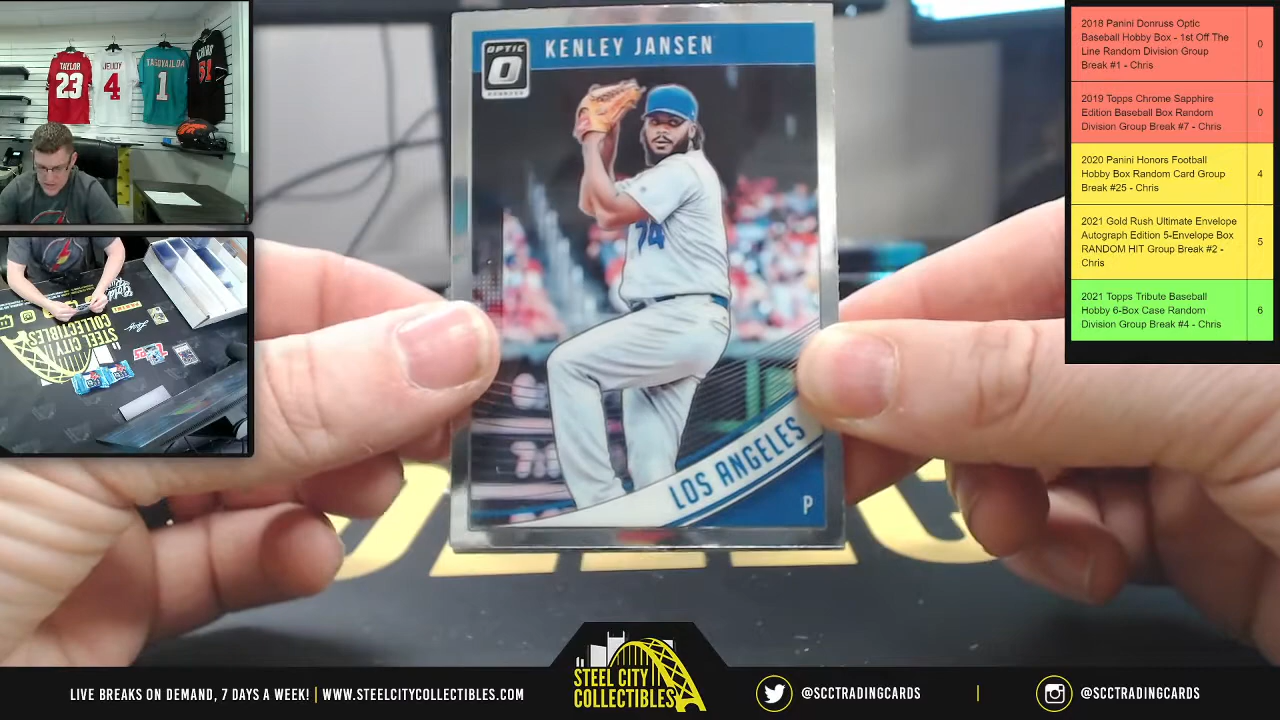 TAYLOR
23
JEUDY
4
TAGOVAILOA
1
51
OPTIC
O
DONRUSS
KENLEY JANSEN
74
LOS ANGELES
P
2018 Panini Donruss Optic
Baseball Hobby Box - 1st Off The
Line Random Division Group
Break #1 - Chris
0
2019 Topps Chrome Sapphire
Edition Baseball Box Random
Division Group Break #7 - Chris
0
2020 Panini Honors Football
Hobby Box Random Card Group
Break #25 - Chris
4
2021 Gold Rush Ultimate Envelope
Autograph Edition 5-Envelope Box
RANDOM HIT Group Break #2 -
Chris
5
2021 Topps Tribute Baseball
Hobby 6-Box Case Random
Division Group Break #4 - Chris
6
STEEL CITY
COLLECTIBLES
LIVE BREAKS ON DEMAND, 7 DAYS A WEEK! | WWW.STEELCITYCOLLECTIBLES.COM
STEEL CITY
COLLECTIBLES
@SCCTRADINGCARDS
|
@SCCTRADINGCARDS